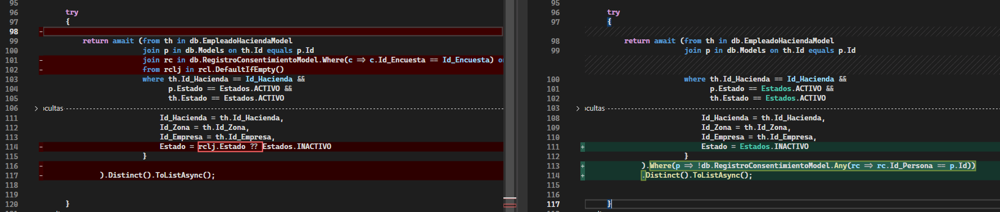 95
96 try
97 {
98 -
99 return await (from th in db.EmpleadoHaciendaModel
100 join p in db.Models on th.Id equals p.Id
101 - join rc in db.RegistroConsentimientoModel.Where(c => c.Id_Encuesta == Id_Encuesta) on
102 - from rclj in rcl.DefaultIfEmpty()
103 where th.Id_Hacienda == Id_Hacienda &&
104 p.Estado == Estados.ACTIVO &&
105 th.Estado == Estados.ACTIVO
106 > ocultas
111 Id_Hacienda = th.Id_Hacienda,
112 Id_Zona = th.Id_Zona,
113 Id_Empresa = th.Id_Empresa,
114 - Estado = rclj.Estado ?? Estados.INACTIVO
115 }
116 -
117 - ).Distinct().ToListAsync();
118
119
120 }
95
96 try
97 {
98 return await (from th in db.EmpleadoHaciendaModel
99 join p in db.Models on th.Id equals p.Id
100 where th.Id_Hacienda == Id_Hacienda &&
101 p.Estado == Estados.ACTIVO &&
102 th.Estado == Estados.ACTIVO
103 > ocultas
108 Id_Hacienda = th.Id_Hacienda,
109 Id_Zona = th.Id_Zona,
110 Id_Empresa = th.Id_Empresa,
111 + Estado = Estados.INACTIVO
112 }
113 + ).Where(p => !db.RegistroConsentimientoModel.Any(rc => rc.Id_Persona == p.Id))
114 + .Distinct().ToListAsync();
115
116
117 }